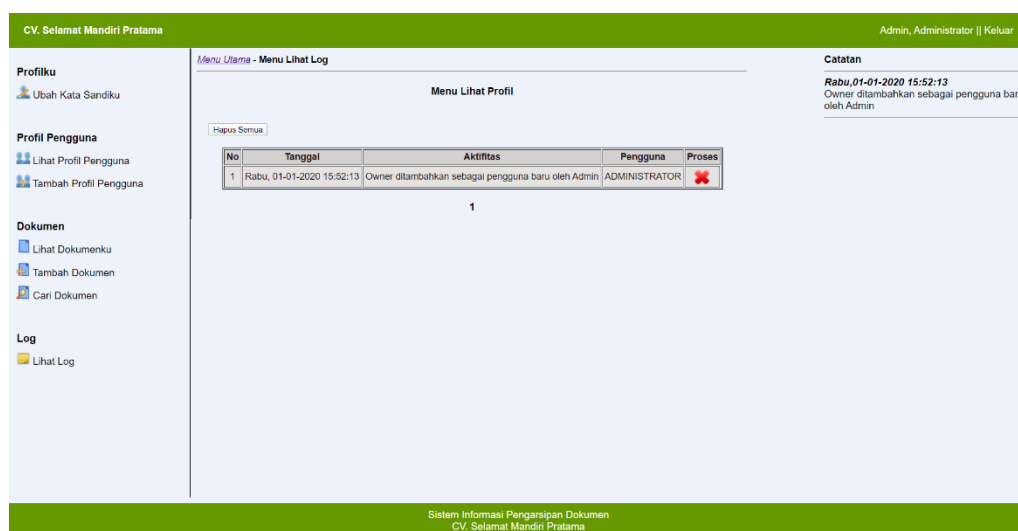 CV. Selamat Mandiri Pratama
Admin, Administrator || Keluar
Profilku
Ubah Kata Sandiku
Profil Pengguna
Lihat Profil Pengguna
Tambah Profil Pengguna
Dokumen
Lihat Dokumenku
Tambah Dokumen
Cari Dokumen
Log
Lihat Log
Menu Utama - Menu Lihat Log
Menu Lihat Profil
Hapus Semua
No Tanggal Aktifitas Pengguna Proses
1 Rabu, 01-01-2020 15:52:13 Owner ditambahkan sebagai pengguna baru oleh Admin ADMINISTRATOR
1
Catatan
Rabu,01-01-2020 15:52:13
Owner ditambahkan sebagai pengguna bar
oleh Admin
Sistem Informasi Pengarsipan Dokumen
CV. Selamat Mandiri Pratama